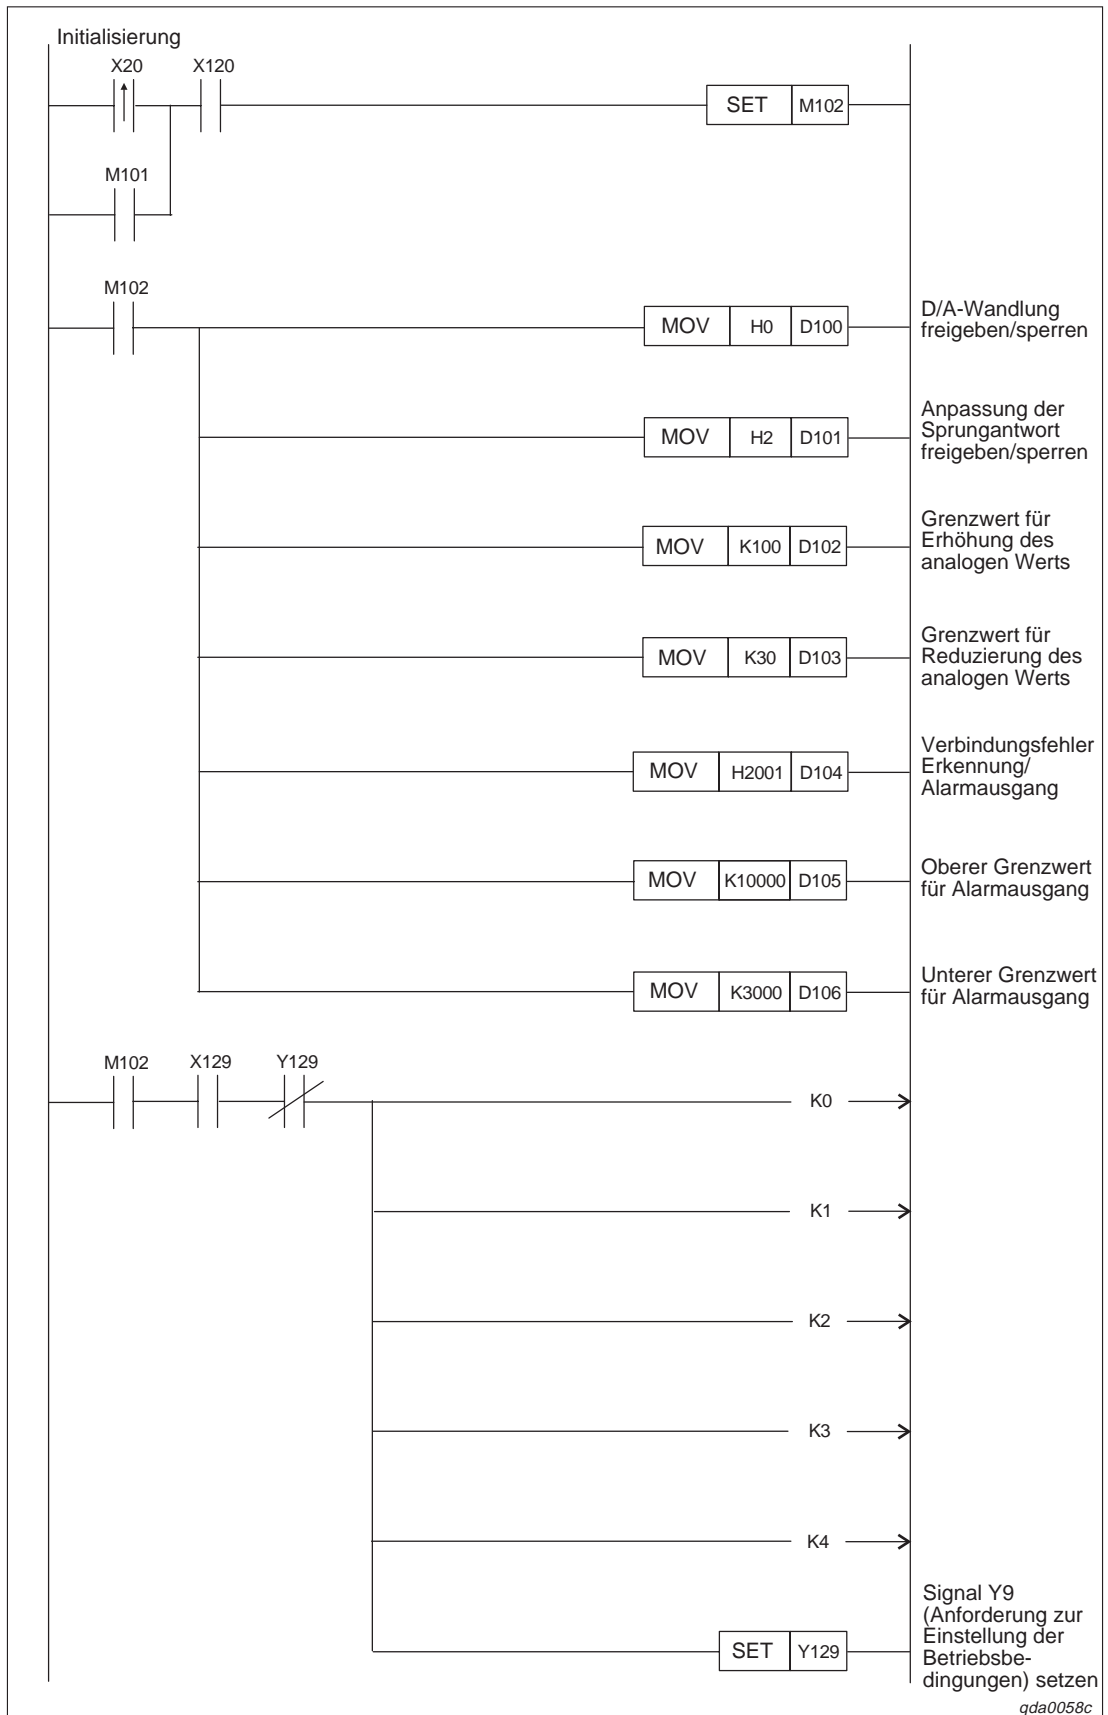 Initialisierung
X20 X120
SET M102
M101
M102
MOV H0 D100
D/A-Wandlung
freigeben/sperren
MOV H2 D101
Anpassung der
Sprungantwort
freigeben/sperren
MOV K100 D102
Grenzwert für
Erhöhung des
analogen Werts
MOV K30 D103
Grenzwert für
Reduzierung des
analogen Werts
MOV H2001 D104
Verbindungsfehler
Erkennung/
Alarmausgang
MOV K10000 D105
Oberer Grenzwert
für Alarmausgang
MOV K3000 D106
Unterer Grenzwert
für Alarmausgang
M102 X129 Y129
K0
K1
K2
K3
K4
SET Y129
Signal Y9
(Anforderung zur
Einstellung der
Betriebsbe-
dingungen) setzen
qda0058c